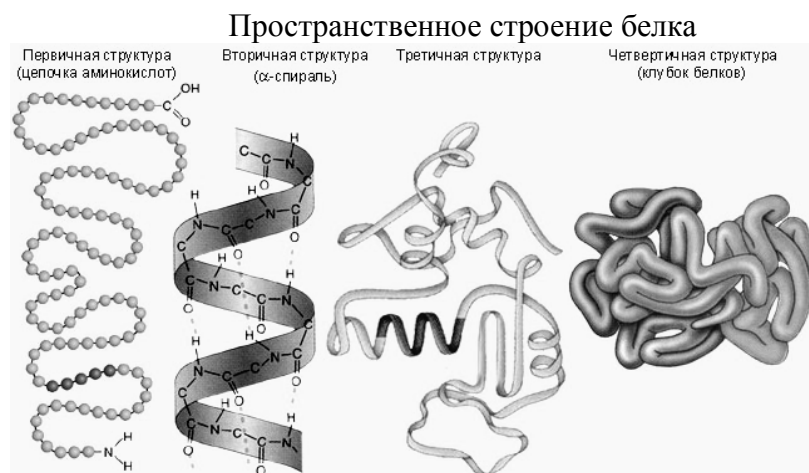 Пространственное строение белка
Первичная структура
(цепочка аминокислот)
Вторичная структура
(α-спираль)
Третичная структура
Четвертичная структура
(клубок белков)
OH
C
O
N
H
H
H
C
C
N
O
C
H
H
N
C
C
N
C
C
O
O
H
H
C
N
C
C
N
C
O
O
H
H
N
C
C
N
C
C
O
O
H
H
C
N
C
C
N
O
O